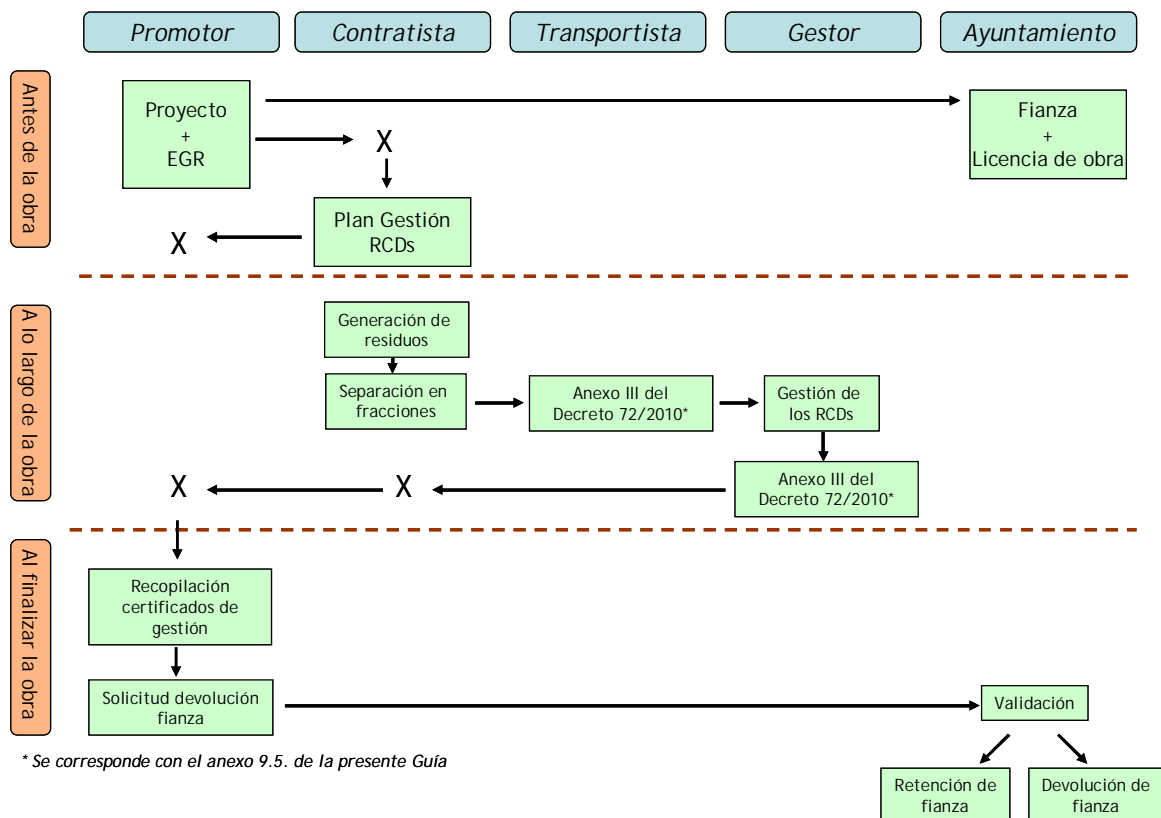 Promotor
Contratista
Transportista
Gestor
Ayuntamiento
Antes de la obra
Proyecto
+
EGR
X
Fianza
+
Licencia de obra
Plan Gestión
RCDs
X
A lo largo de la obra
Generación de
residuos
Separación en
fracciones
Anexo III del
Decreto 72/2010*
Gestión de
los RCDs
Anexo III del
Decreto 72/2010*
X
X
Al finalizar la obra
Recopilación
certificados de
gestión
Solicitud devolución
fianza
Validación
* Se corresponde con el anexo 9.5. de la presente Guía
Retención de
fianza
Devolución de
fianza